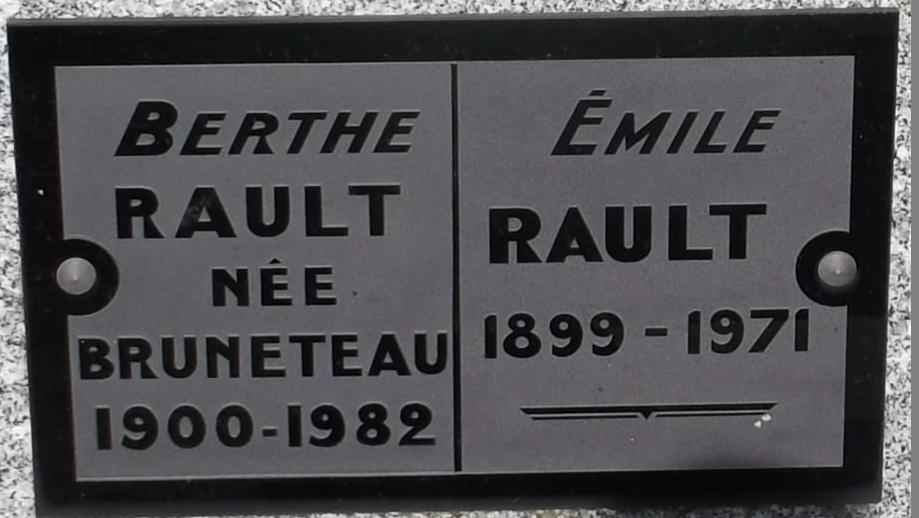 BERTHE
RAULT
NÉE
BRUNETEAU
1900-1982
ÉMILE
RAULT
1899-1971